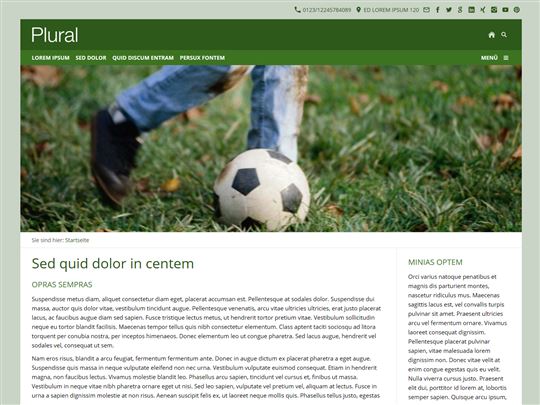 0123/12245784089 ED LOREM IPSUM 120
Plural
LOREM IPSUM SED DOLOR QUID DISCUM ENTRAM PERSUX FONTEM MENÜ
Sie sind hier: Startseite
Sed quid dolor in centem
OPRAS SEMPRAS
Suspendisse metus diam, aliquet consectetur diam eget, placerat accumsan est. Pellentesque at sodales dolor. Suspendisse dui
massa, auctor quis dolor vitae, vestibulum tincidunt augue. Pellentesque venenatis, arcu vitae ultricies ultricies, erat justo placerat
lacus, ac faucibus augue diam sed sapien. Fusce tristique lectus metus, ut hendrerit tortor pretium vitae. Vestibulum sollicitudin
neque eu tortor blandit facilisis. Maecenas tempor tellus quis nibh consectetur elementum. Class aptent taciti sociosqu ad litora
torquent per conubia nostra, per inceptos himenaeos. Donec elementum leo ut congue pharetra. Sed lacus augue, hendrerit vel
sodales vel, consequat ut sem.
Nam eros risus, blandit a arcu feugiat, fermentum fermentum ante. Donec in augue dictum ex placerat pharetra a eget augue.
Suspendisse quis massa in neque vulputate eleifend non nec urna. Vestibulum vulputate euismod consequat. Etiam in hendrerit
magna, non faucibus lectus. Vivamus molestie blandit leo. Phasellus arcu sapien, tincidunt vel cursus et, finibus ut massa.
Vestibulum in neque vitae nibh pharetra ornare eget ut nisi. Sed leo sapien, vulputate vel pretium vel, aliquam at lectus. Fusce in
urna a sapien dignissim molestie at non risus. Aenean suscipit felis ex, ut laoreet neque mollis quis. Phasellus tellus justo, egestas
MINIAS OPTEM
Orci varius natoque penatibus et
magnis dis parturient montes,
nascetur ridiculus mus. Maecenas
sagittis lacus est, vel convallis turpis
pulvinar sit amet. Praesent ultricies
arcu vel fermentum ornare. Vivamus
laoreet consequat dignissim.
Pellentesque placerat pulvinar
sapien, vitae malesuada lorem
dignissim non. Donec vitae velit at
enim congue egestas quis eu velit.
Nulla viverra cursus justo. Praesent
elit dui, porttitor id lorem at, lobortis
semper sapien. Quisque arcu ipsum,